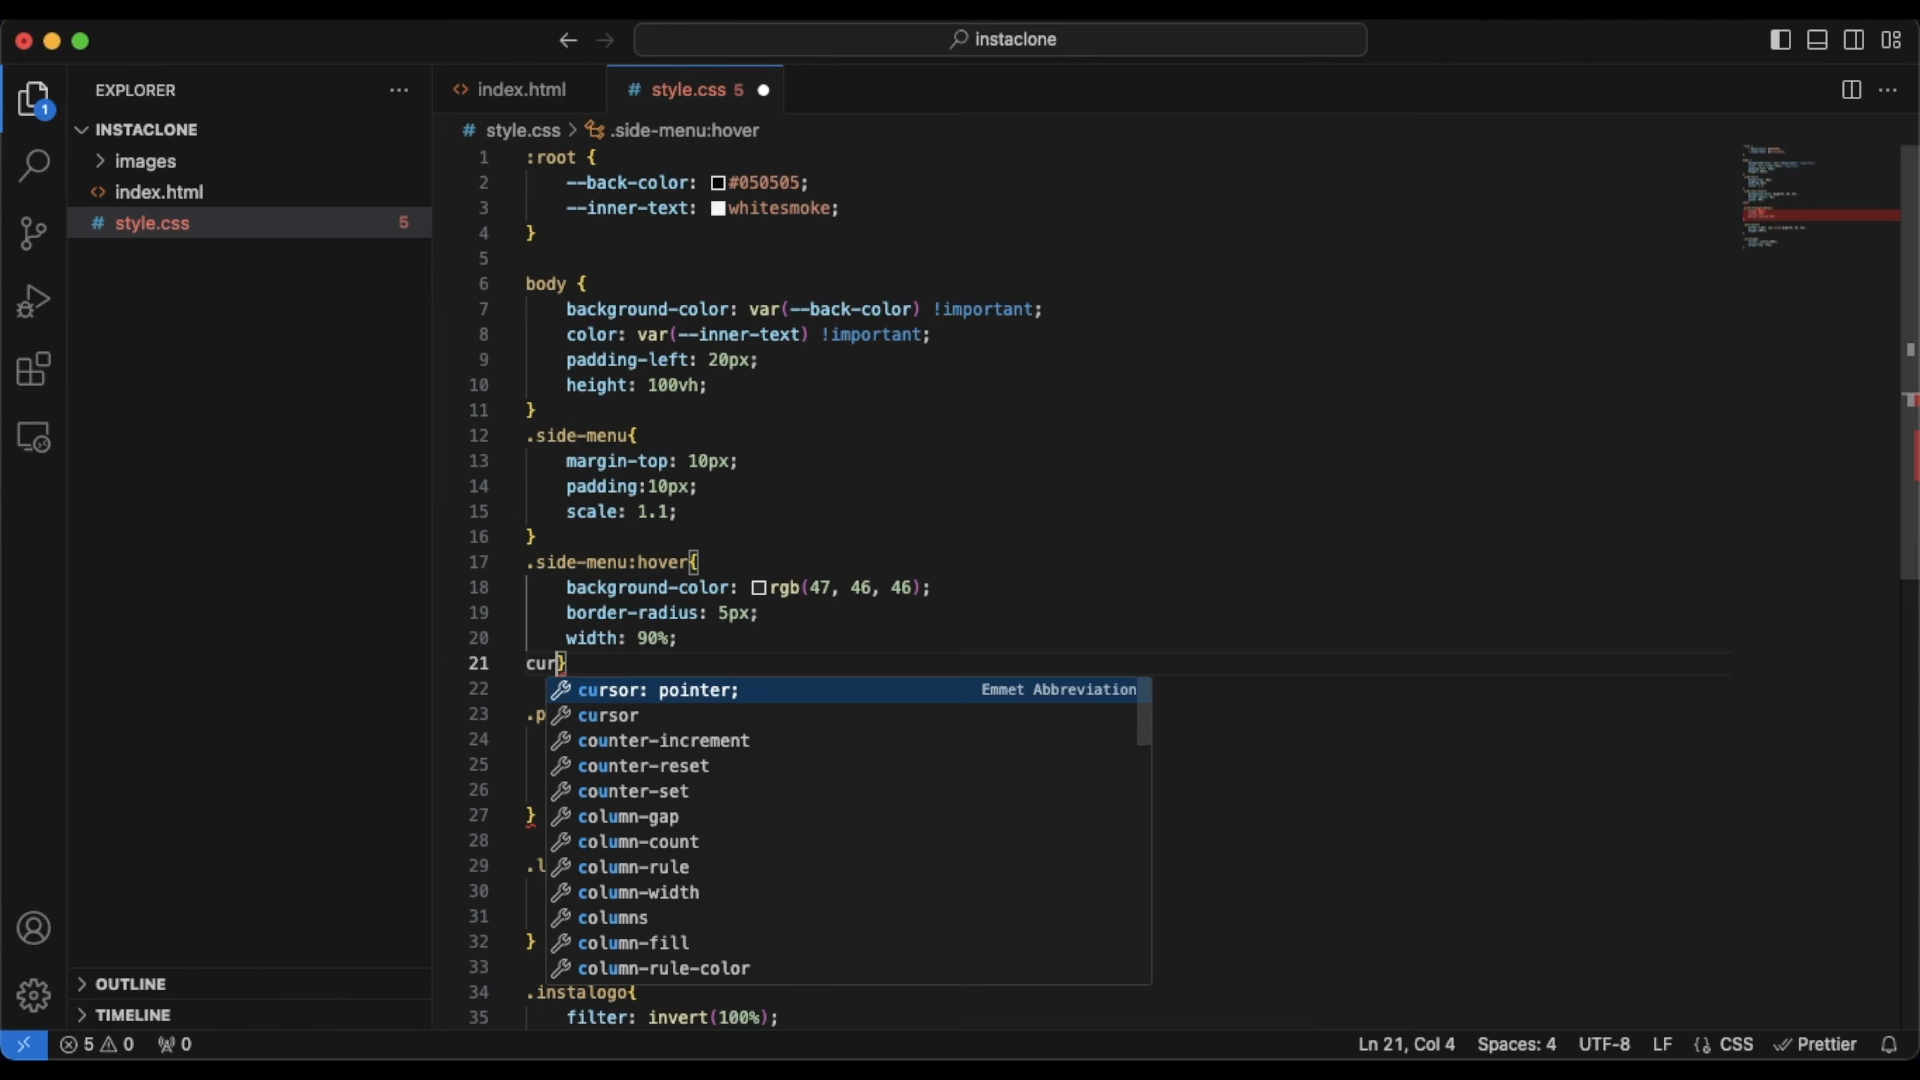 instaclone
EXPLORER
INSTACLONE
images
index.html
style.css 5
OUTLINE
TIMELINE
1
index.html
style.css 5
style.css > .side-menu:hover
1 :root {
2 --back-color: #050505;
3 --inner-text: whitesmoke;
4 }
5
6 body {
7 background-color: var(--back-color) !important;
8 color: var(--inner-text) !important;
9 padding-left: 20px;
10 height: 100vh;
11 }
12 .side-menu{
13 margin-top: 10px;
14 padding:10px;
15 scale: 1.1;
16 }
17 .side-menu:hover{
18 background-color: rgb(47, 46, 46);
19 border-radius: 5px;
20 width: 90%;
21 cur}
22
23 .p
24
25
26
27 }
28
29 .l
30
31
32 }
33
34 .instalogo{
35 filter: invert(100%);
cursor: pointer; Emmet Abbreviation
cursor
counter-increment
counter-reset
counter-set
column-gap
column-count
column-rule
column-width
columns
column-fill
column-rule-color
5 0 0
Ln 21, Col 4 Spaces: 4 UTF-8 LF {} CSS Prettier